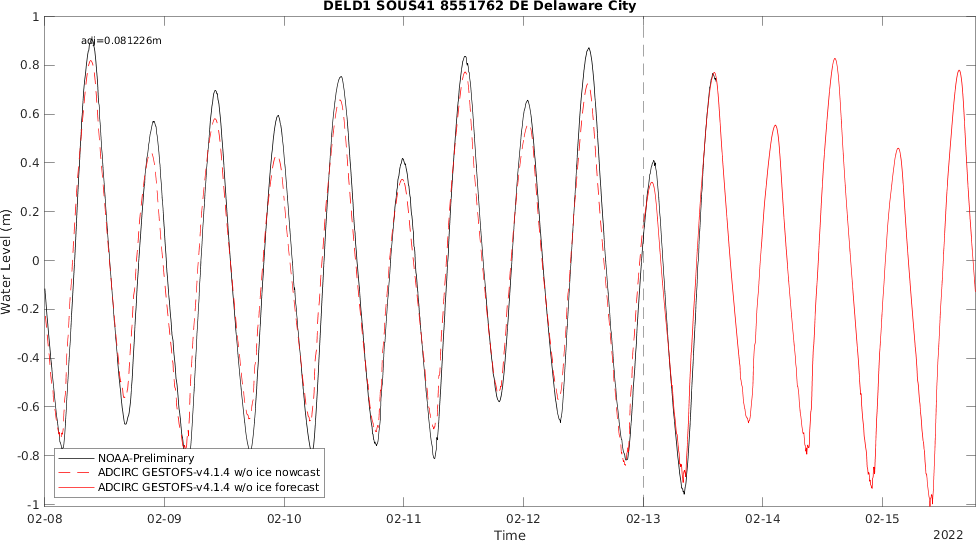 DELD1 SOUS41 8551762 DE Delaware City
adj=0.081226m
Water Level (m)
1
0.8
0.6
0.4
0.2
0
-0.2
-0.4
-0.6
-0.8
-1
NOAA-Preliminary
ADCIRC GESTOFS-v4.1.4 w/o ice nowcast
ADCIRC GESTOFS-v4.1.4 w/o ice forecast
02-08 02-09 02-10 02-11 02-12 02-13 02-14 02-15
Time
2022